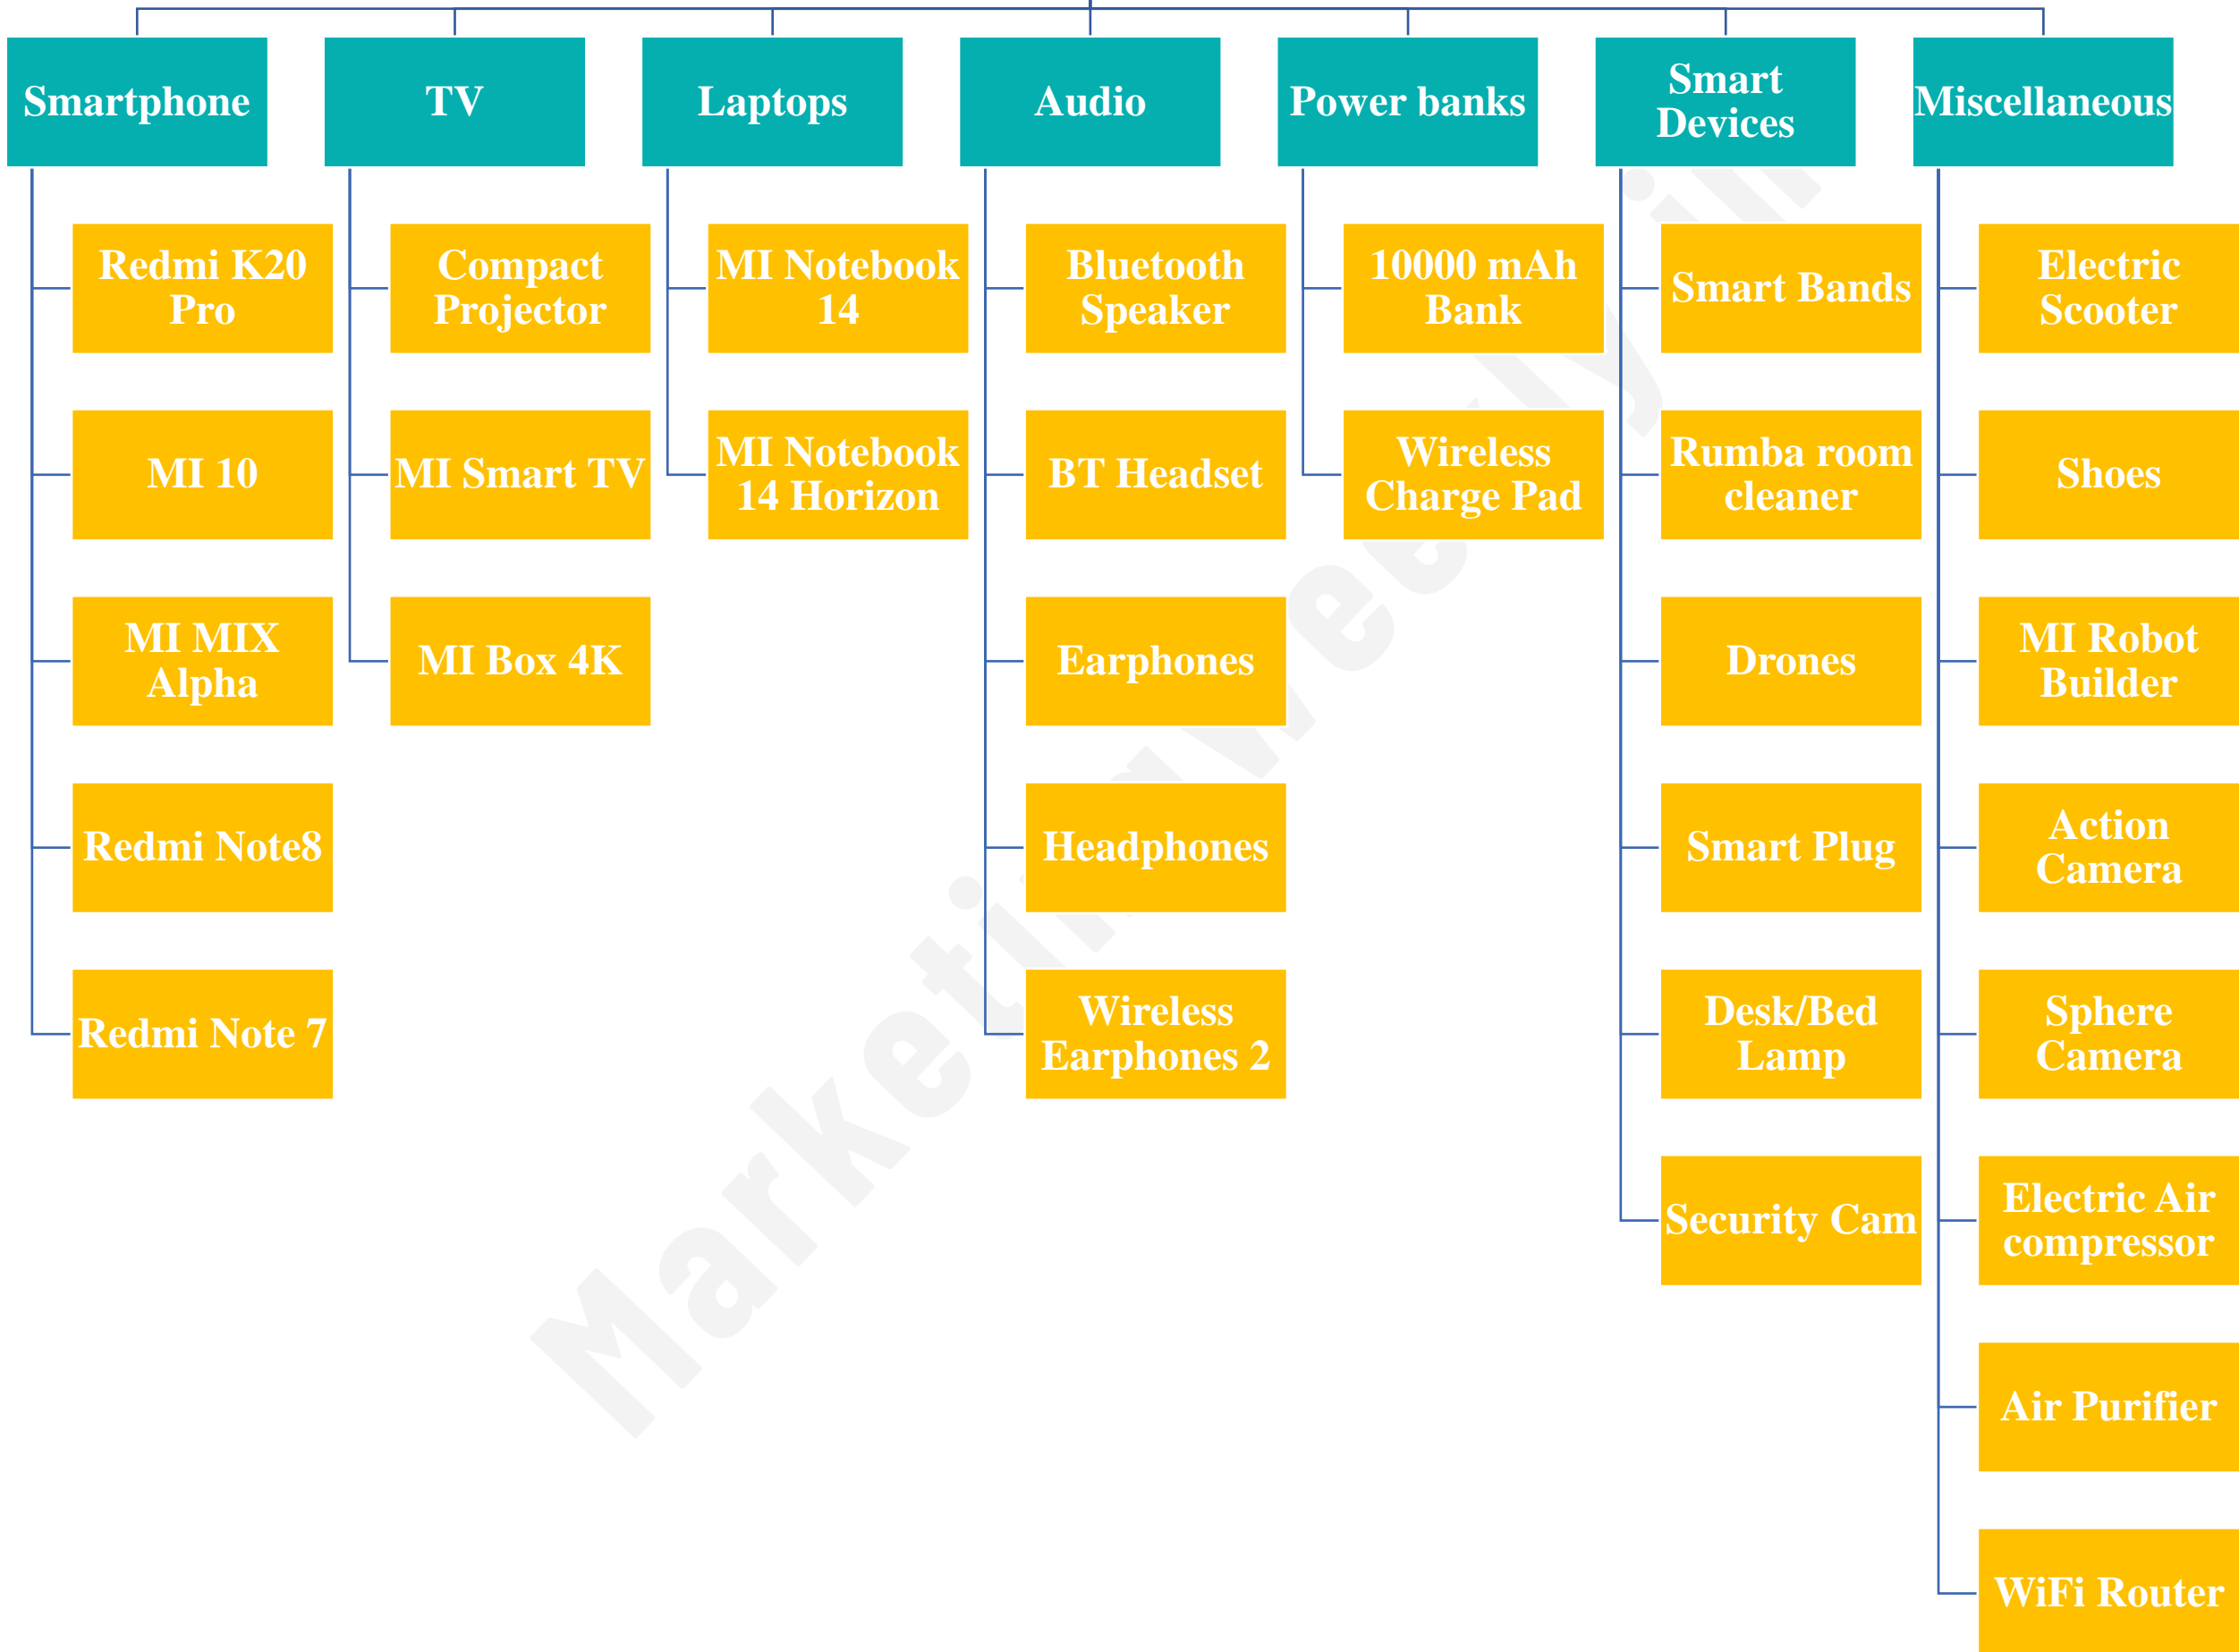 Smartphone
TV
Laptops
Audio
Power banks
Smart
Devices
Miscellaneous
Redmi K20
Pro
MI 10
MI MIX
Alpha
Redmi Note8
Redmi Note 7
Compact
Projector
MI Smart TV
MI Box 4K
MI Notebook
14
MI Notebook
14 Horizon
Bluetooth
Speaker
BT Headset
Earphones
Headphones
Wireless
Earphones 2
10000 mAh
Bank
Wireless
Charge Pad
Smart Bands
Rumba room
cleaner
Drones
Smart Plug
Desk/Bed
Lamp
Security Cam
Electric
Scooter
Shoes
MI Robot
Builder
Action
Camera
Sphere
Camera
Electric Air
compressor
Air Purifier
WiFi Router